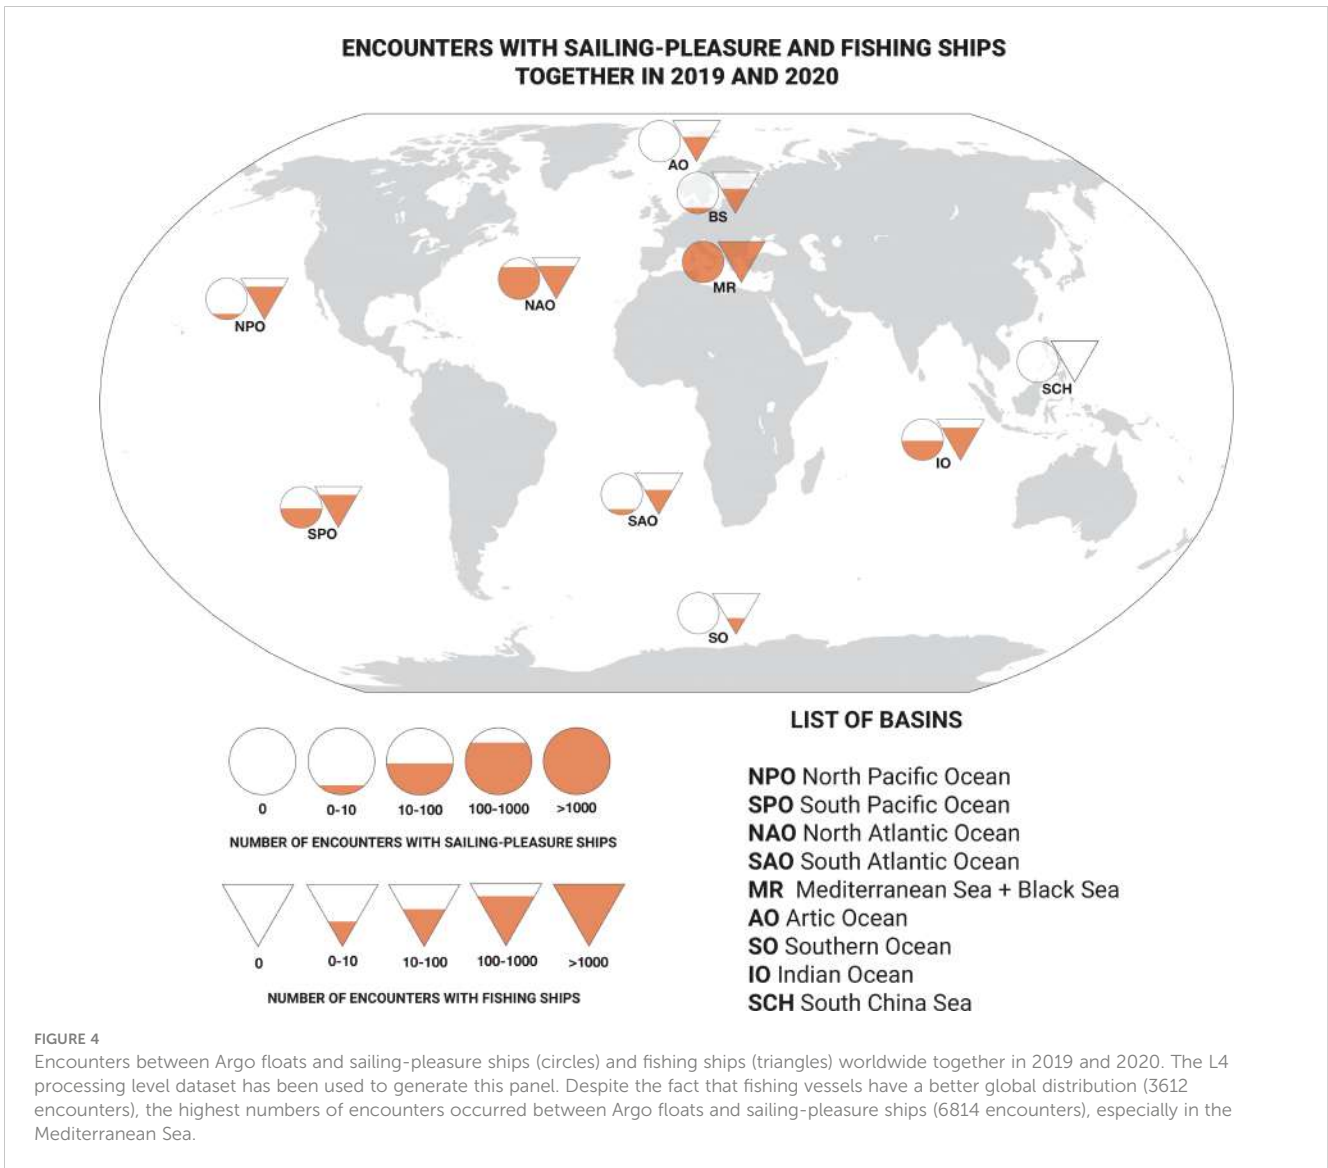 ENCOUNTERS WITH SAILING-PLEASURE AND FISHING SHIPS
TOGETHER IN 2019 AND 2020
AO
BS
MR
NAO
NPO
SCH
IO
SAO
SPO
SO
0
0-10
10-100
100-1000
>1000
NUMBER OF ENCOUNTERS WITH SAILING-PLEASURE SHIPS
0
0-10
10-100
100-1000
>1000
NUMBER OF ENCOUNTERS WITH FISHING SHIPS
LIST OF BASINS
NPO North Pacific Ocean
SPO South Pacific Ocean
NAO North Atlantic Ocean
SAO South Atlantic Ocean
MR Mediterranean Sea + Black Sea
AO Artic Ocean
SO Southern Ocean
IO Indian Ocean
SCH South China Sea
FIGURE 4
Encounters between Argo floats and sailing-pleasure ships (circles) and fishing ships (triangles) worldwide together in 2019 and 2020. The L4
processing level dataset has been used to generate this panel. Despite the fact that fishing vessels have a better global distribution (3612
encounters), the highest numbers of encounters occurred between Argo floats and sailing-pleasure ships (6814 encounters), especially in the
Mediterranean Sea.